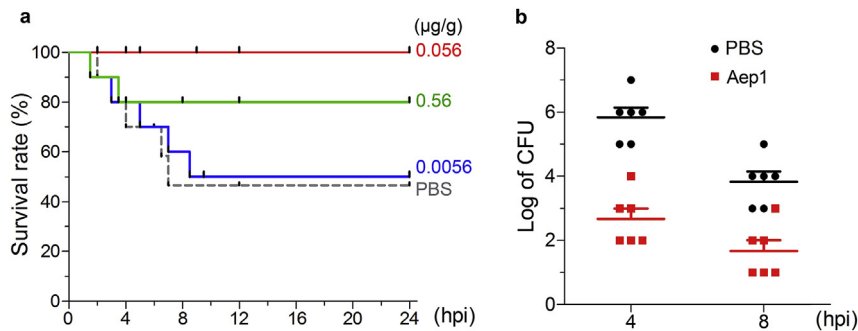 a
(µg/g)
100
80
60
40
20
0
Survival rate (%)
0.056
0.56
0.0056
PBS
0 4 8 12 16 20 24 (hpi)
b
8
6
4
2
0
Log of CFU
PBS
Aep1
4 8 (hpi)